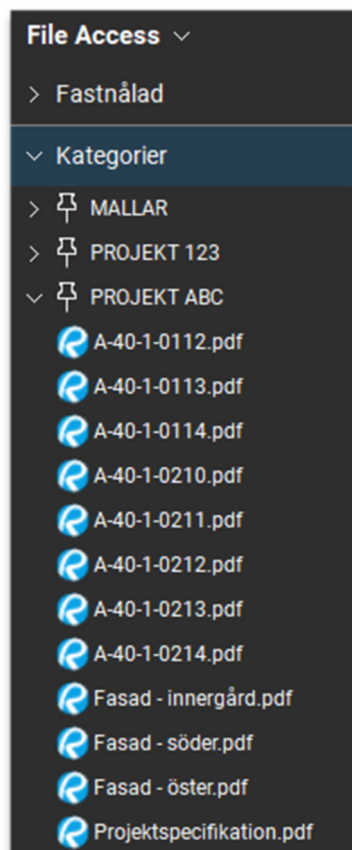 File Access
Fastnålad
Kategorier
MALLAR
PROJEKT 123
PROJEKT ABC
A-40-1-0112.pdf
A-40-1-0113.pdf
A-40-1-0114.pdf
A-40-1-0210.pdf
A-40-1-0211.pdf
A-40-1-0212.pdf
A-40-1-0213.pdf
A-40-1-0214.pdf
Fasad - innergård.pdf
Fasad - söder.pdf
Fasad - öster.pdf
Projektspecifikation.pdf